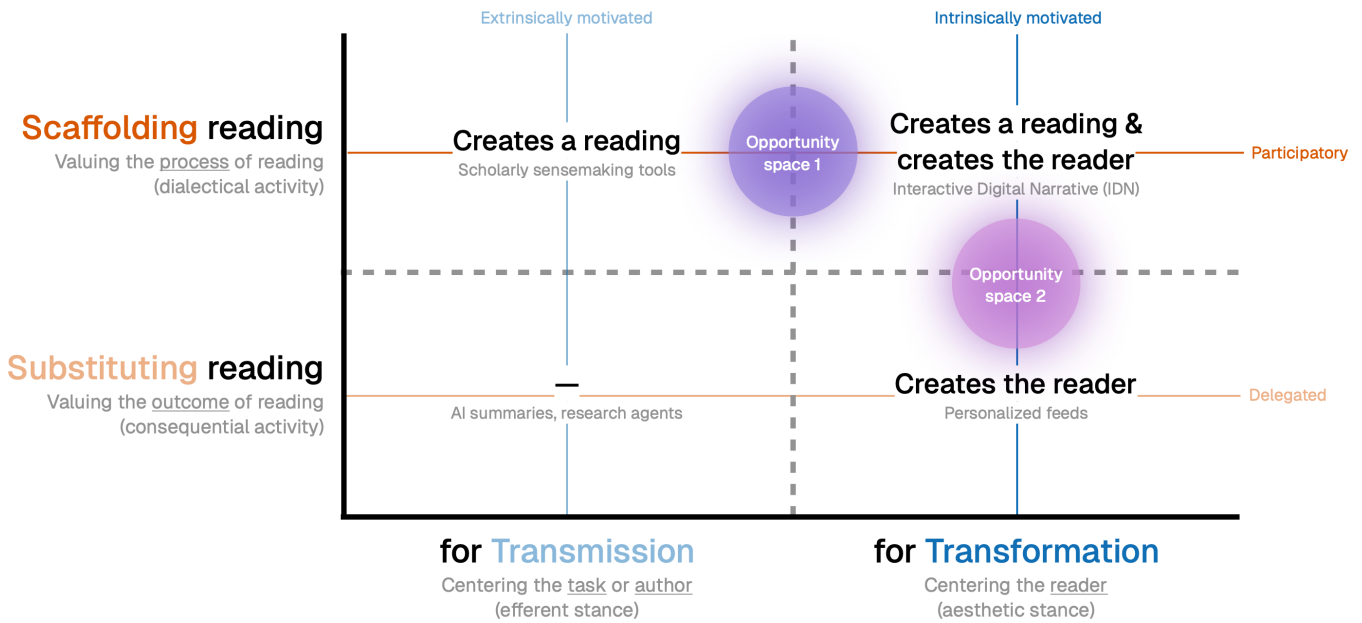 Extrinsically motivated
Intrinsically motivated
Scaffolding reading
Valuing the process of reading
(dialectical activity)
Creates a reading
Scholarly sensemaking tools
Opportunity
space 1
Creates a reading &
creates the reader
Interactive Digital Narrative (IDN)
Participatory
Opportunity
space 2
Substituting reading
Valuing the outcome of reading
(consequential activity)
—
AI summaries, research agents
Creates the reader
Personalized feeds
Delegated
for Transmission
Centering the task or author
(efferent stance)
for Transformation
Centering the reader
(aesthetic stance)